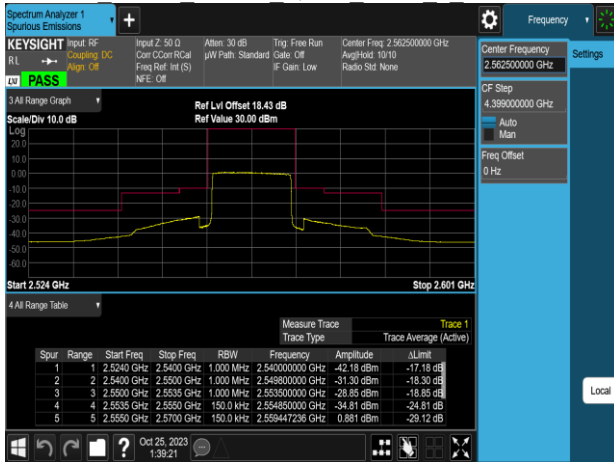 Spectrum Analyzer 1
Spurious Emissions
Frequency
KEYSIGHT
RL
LXI PASS
Input: RF
Coupling: DC
Align: Off
Input Z: 50 Ω
Corr CCorr RCal
Freq Ref: Int (S)
NFE: Off
Atten: 30 dB
µW Path: Standard
Trig: Free Run
Gate: Off
IF Gain: Low
Center Freq: 2.562500000 GHz
Avg|Hold: 10/10
Radio Std: None
Center Frequency
2.562500000 GHz
Settings
CF Step
4.399000000 GHz
Auto
Man
Freq Offset
0 Hz
Local
3 All Range Graph
Scale/Div 10.0 dB
Ref Lvl Offset 18.43 dB
Ref Value 30.00 dBm
Log
20.0
10.0
0.00
-10.0
-20.0
-30.0
-40.0
-50.0
-60.0
Start 2.524 GHz
Stop 2.601 GHz
4 All Range Table
Measure Trace Trace 1
Trace Type Trace Average (Active)
Spur Range Start Freq Stop Freq RBW Frequency Amplitude ΔLimit
1 1 2.5240 GHz 2.5400 GHz 1.000 MHz 2.540000000 GHz -42.18 dBm -17.18 dB
2 2 2.5400 GHz 2.5500 GHz 1.000 MHz 2.549800000 GHz -31.30 dBm -18.30 dB
3 3 2.5500 GHz 2.5535 GHz 1.000 MHz 2.553500000 GHz -28.85 dBm -18.85 dB
4 4 2.5535 GHz 2.5550 GHz 150.0 kHz 2.554850000 GHz -34.81 dBm -24.81 dB
5 5 2.5550 GHz 2.5700 GHz 150.0 kHz 2.559447236 GHz 0.881 dBm -29.12 dB
Oct 25, 2023
1:39:21